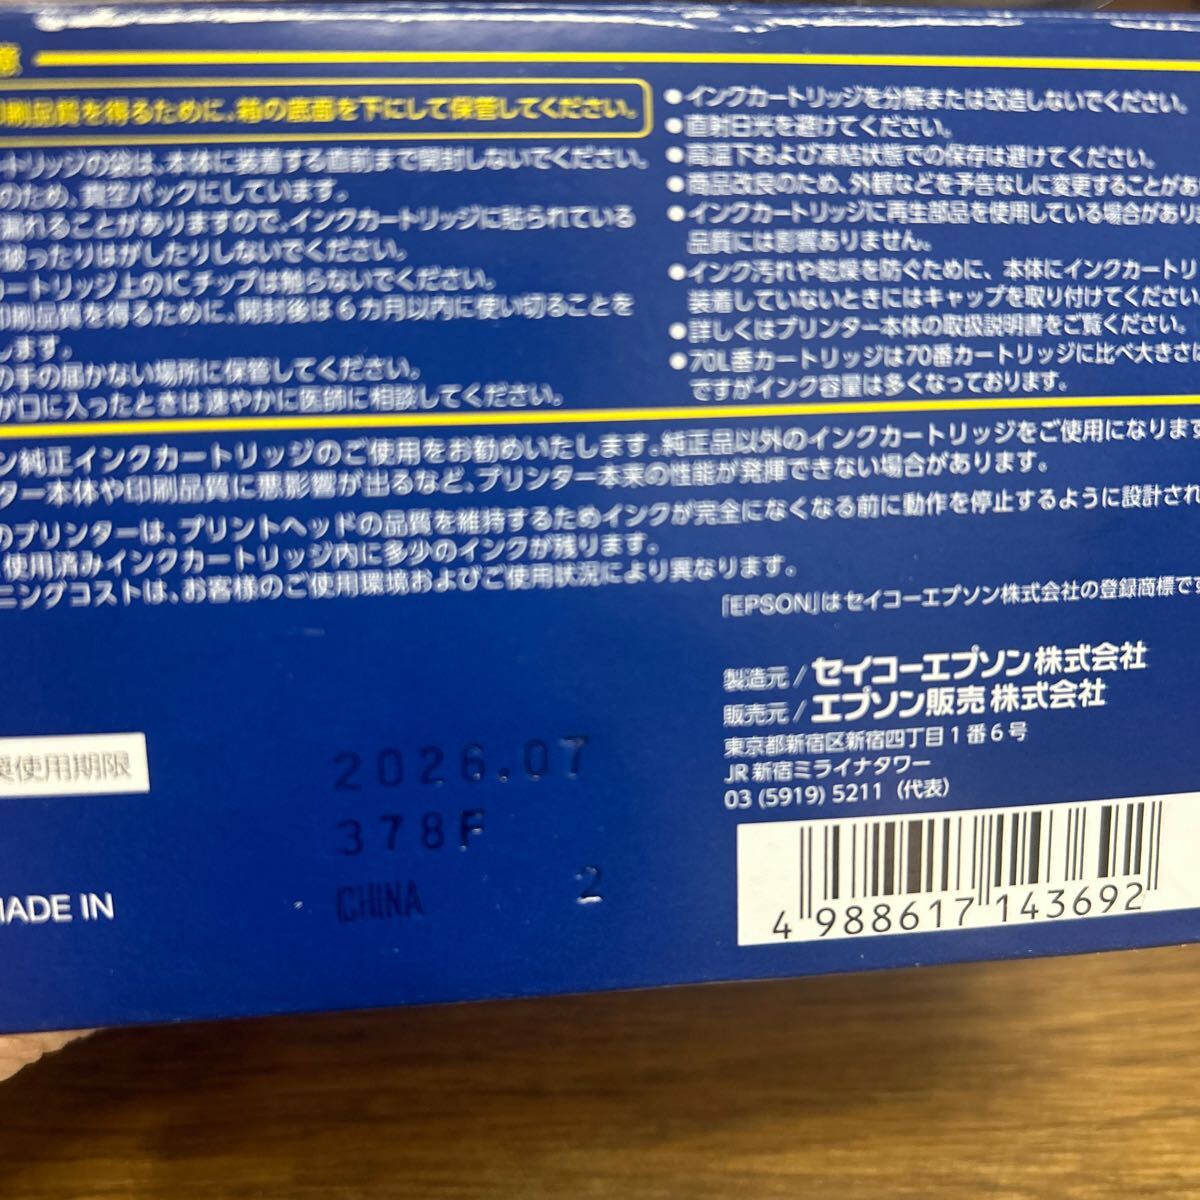 意
刷品質を得るために、箱の底面を下にして保管してください。
トリッジの袋は、本体に装着する直前まで開封しないでください。
のため、真空パックにしています。
漏れることがありますので、インクカートリッジに貼られている
破ったりはがしたりしないでください。
ートリッジ上のICチップは触らないでください。
印刷品質を得るために、開封後は6カ月以内に使い切ることを
します。
の手の届かない場所に保管してください。
が口に入ったときは速やかに医師に相談してください。
●インクカートリッジを分解または改造しないでください。
●直射日光を避けてください。
●高温下および凍結状態での保存は避けてください。
●商品改良のため、外観などを予告なしに変更することがあ
●インクカートリッジに再生部品を使用している場合があり
品質には影響ありません。
●インク汚れや乾燥を防ぐために、本体にインクカートリ
装着していないときにはキャップを取り付けてください
●詳しくはプリンター本体の取扱説明書をご覧ください。
●70L番カートリッジは70番カートリッジに比べ大きさは
ですがインク容量は多くなっております。
ン純正インクカートリッジのご使用をお勧めいたします。純正品以外のインクカートリッジをご使用になります
ター本体や印刷品質に悪影響が出るなど、プリンター本来の性能が発揮できない場合があります。
のプリンターは、プリントヘッドの品質を維持するためインクが完全になくなる前に動作を停止するように設計され
使用済みインクカートリッジ内に多少のインクが残ります。
ニングコストは、お客様のご使用環境およびご使用状況により異なります。
「EPSON」はセイコーエプソン株式会社の登録商標です
製造元/セイコーエプソン株式会社
販売元/エプソン販売株式会社
東京都新宿区新宿四丁目1番6号
JR新宿ミライナタワー
03 (5919) 5211 (代表)
奨使用期限
2026.07
378F
MADE IN
CHINA
2
4 988617 143692